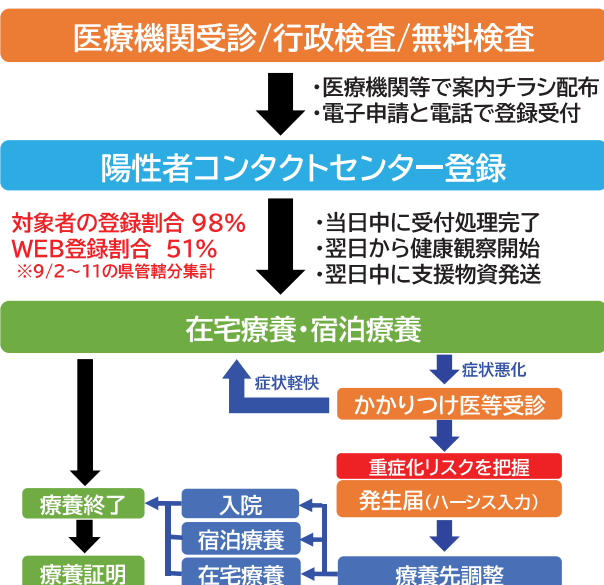 医療機関受診/行政検査/無料検査
・医療機関等で案内チラシ配布
・電子申請と電話で登録受付
陽性者コンタクトセンター登録
対象者の登録割合 98%
WEB登録割合 51%
※9/2～11の県管轄分集計
・当日中に受付処理完了
・翌日から健康観察開始
・翌日中に支援物資発送
在宅療養・宿泊療養
症状軽快
症状悪化
かかりつけ医等受診
重症化リスクを把握
発生届(ハーシス入力)
療養終了
入院
宿泊療養
療養証明
在宅療養
療養先調整